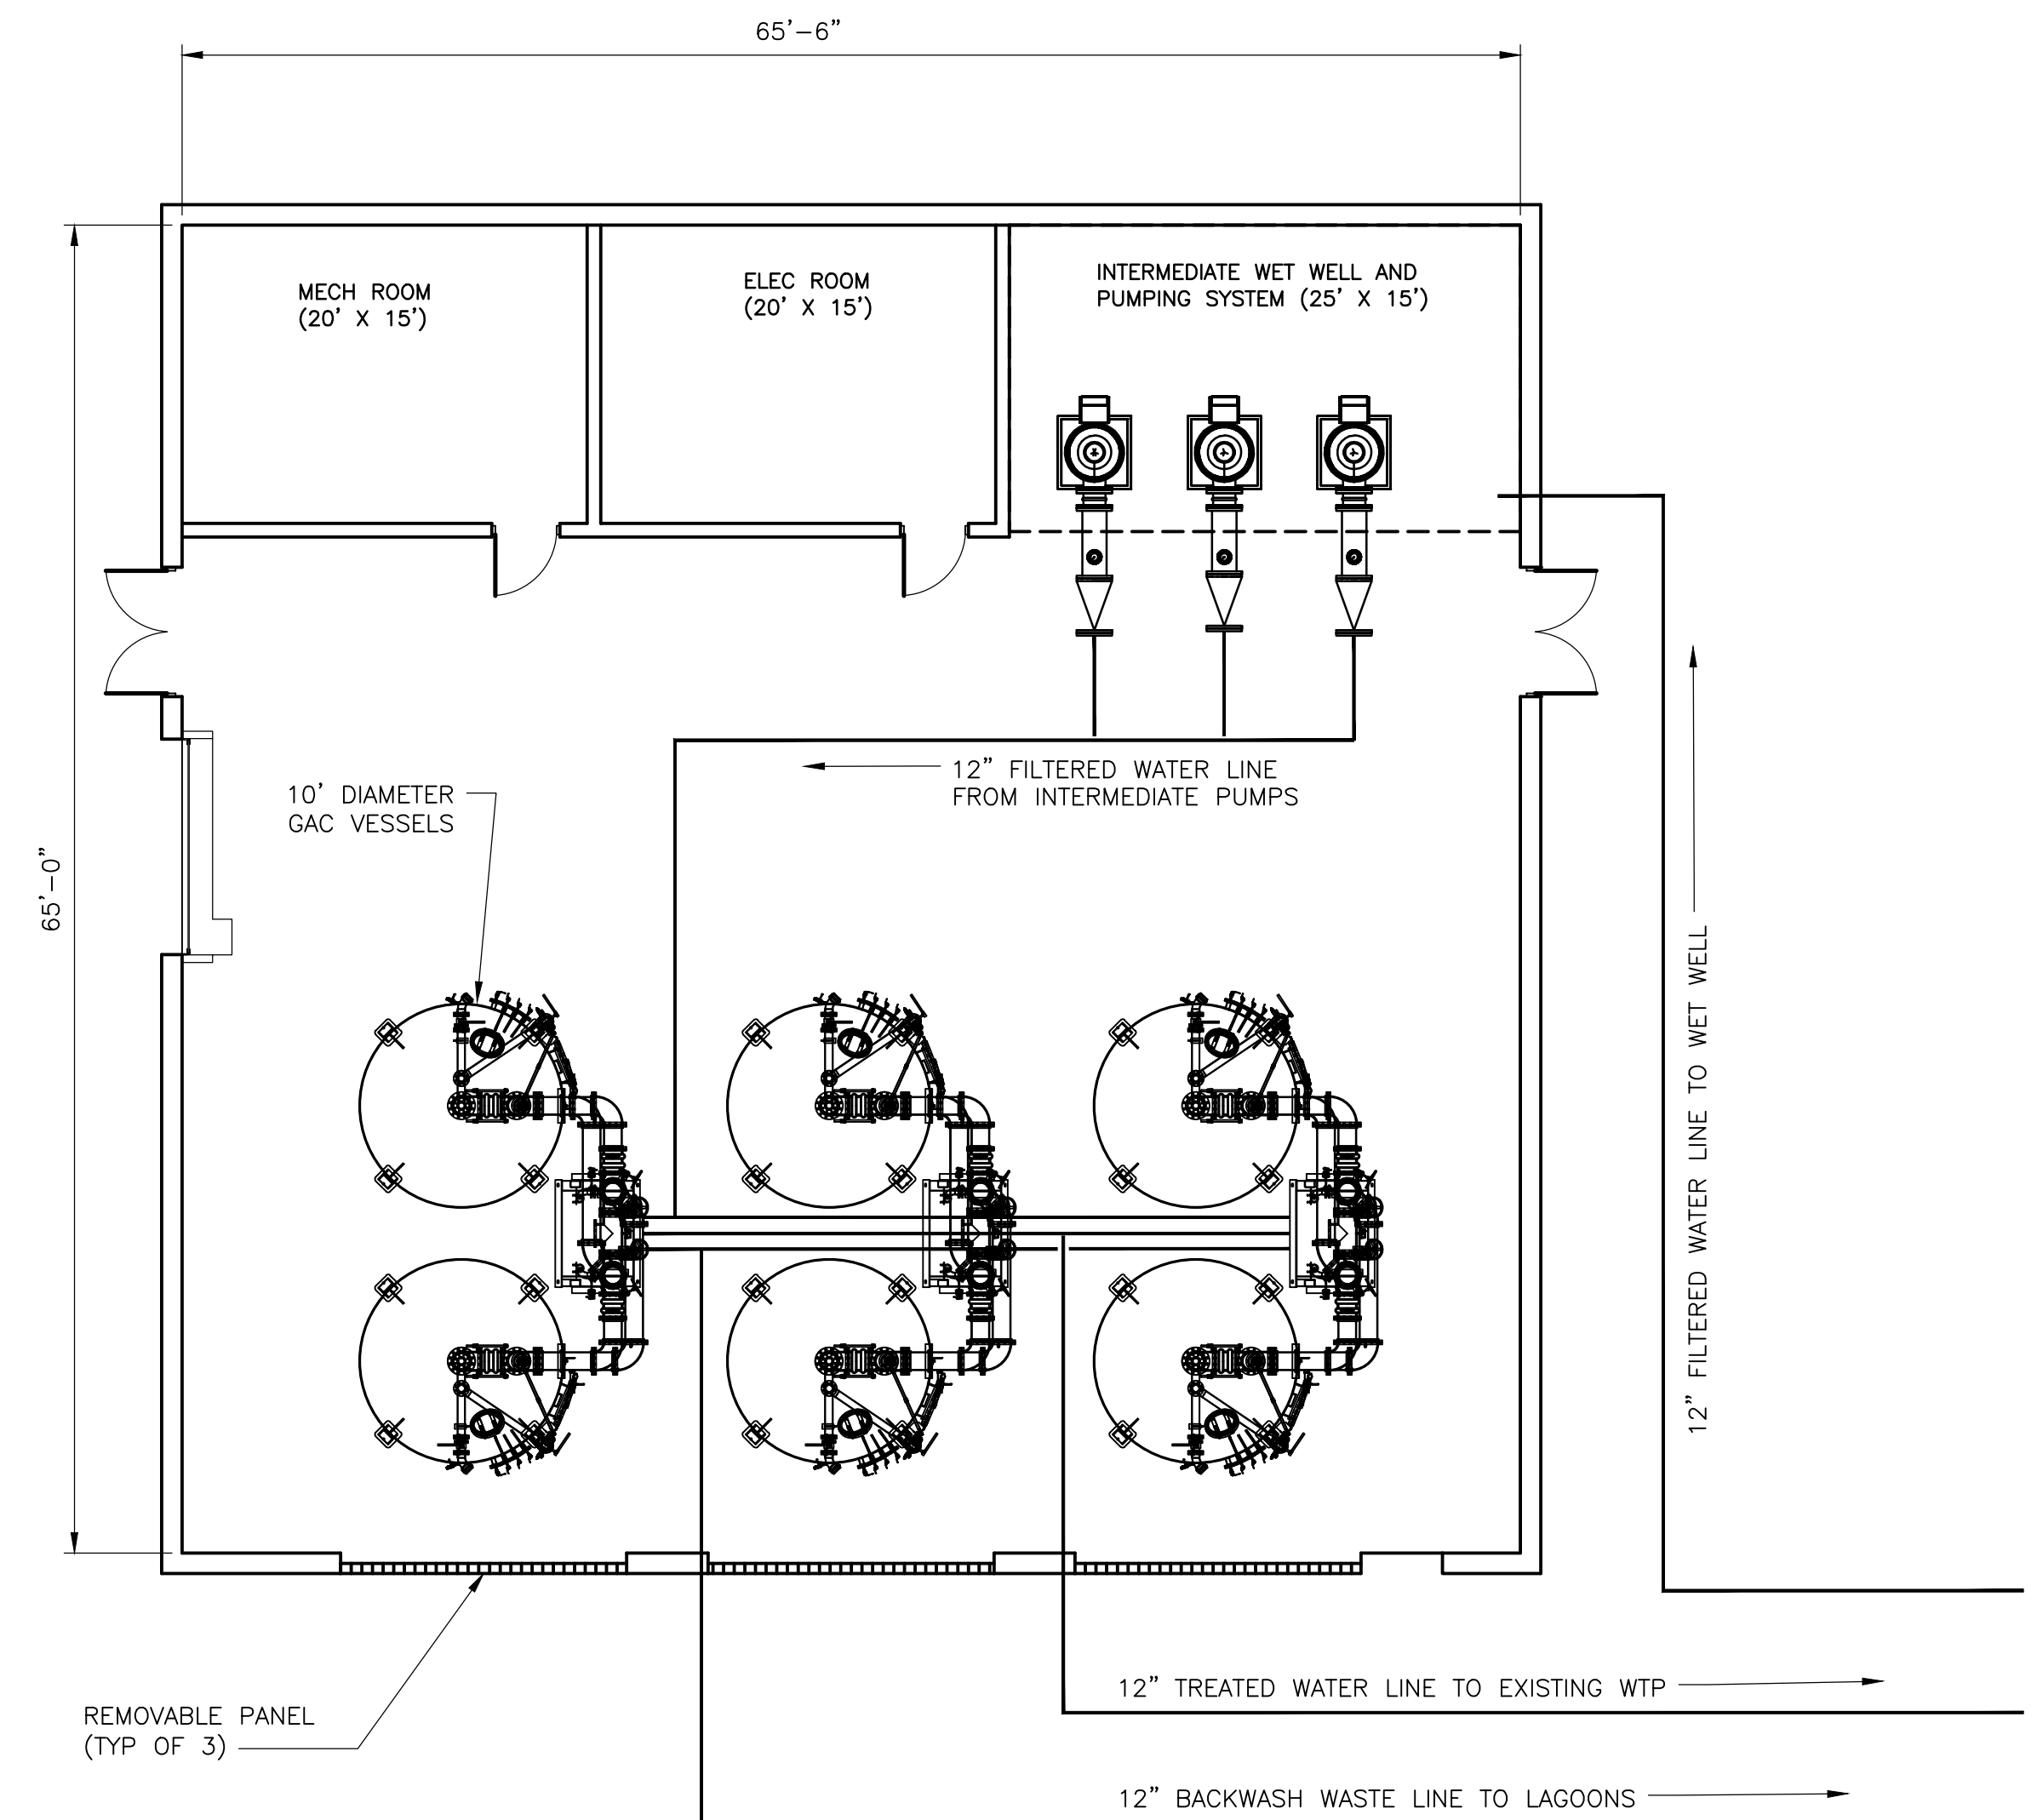 65'-6"
MECH ROOM
(20' X 15')
ELEC ROOM
(20' X 15')
INTERMEDIATE WET WELL AND
PUMPING SYSTEM (25' X 15')
12" FILTERED WATER LINE
FROM INTERMEDIATE PUMPS
10' DIAMETER
GAC VESSELS
65'-0"
12" FILTERED WATER LINE TO WET WELL
12" TREATED WATER LINE TO EXISTING WTP
REMOVABLE PANEL
(TYP OF 3)
12" BACKWASH WASTE LINE TO LAGOONS